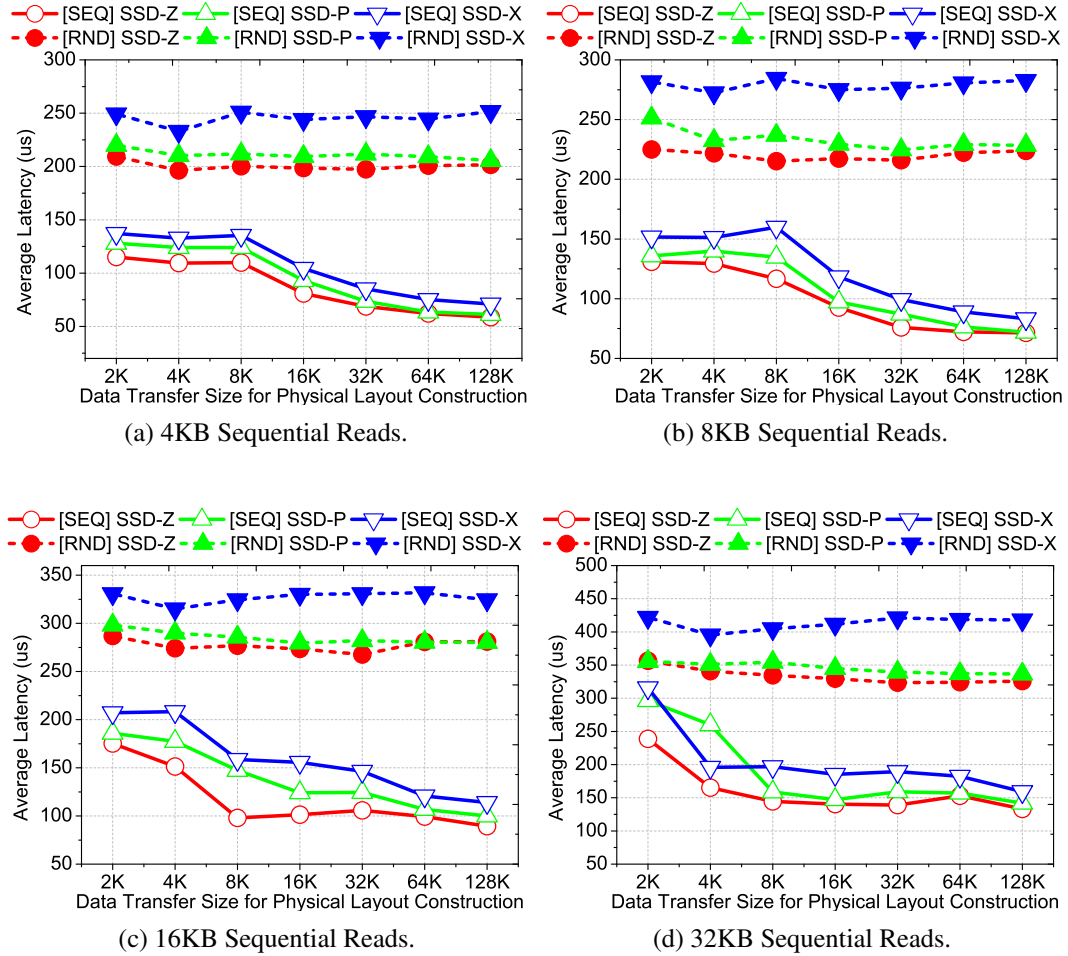 [SEQ] SSD-Z [SEQ] SSD-P [SEQ] SSD-X
[RND] SSD-Z [RND] SSD-P [RND] SSD-X
300
250
200
150
100
50
Average Latency (us)
2K 4K 8K 16K 32K 64K 128K
Data Transfer Size for Physical Layout Construction
(a) 4KB Sequential Reads.
[SEQ] SSD-Z [SEQ] SSD-P [SEQ] SSD-X
[RND] SSD-Z [RND] SSD-P [RND] SSD-X
300
250
200
150
100
50
Average Latency (us)
2K 4K 8K 16K 32K 64K 128K
Data Transfer Size for Physical Layout Construction
(b) 8KB Sequential Reads.
[SEQ] SSD-Z [SEQ] SSD-P [SEQ] SSD-X
[RND] SSD-Z [RND] SSD-P [RND] SSD-X
350
300
250
200
150
100
50
Average Latency (us)
2K 4K 8K 16K 32K 64K 128K
Data Transfer Size for Physical Layout Construction
(c) 16KB Sequential Reads.
[SEQ] SSD-Z [SEQ] SSD-P [SEQ] SSD-X
[RND] SSD-Z [RND] SSD-P [RND] SSD-X
500
450
400
350
300
250
200
150
100
50
Average Latency (us)
2K 4K 8K 16K 32K 64K 128K
Data Transfer Size for Physical Layout Construction
(d) 32KB Sequential Reads.